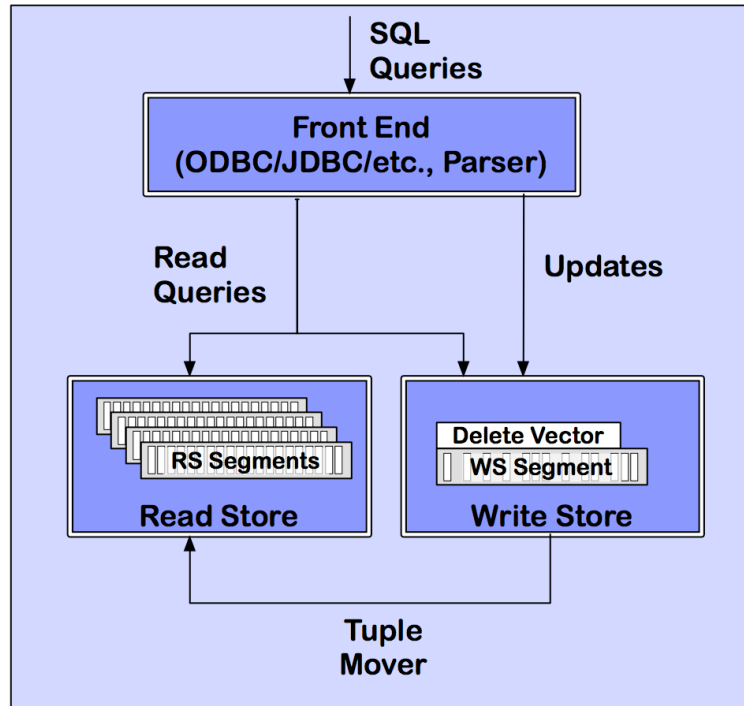 SQL
Queries
Front End
(ODBC/JDBC/etc., Parser)
Read
Queries
Updates
RS Segments
Read Store
Delete Vector
WS Segment
Write Store
Tuple
Mover